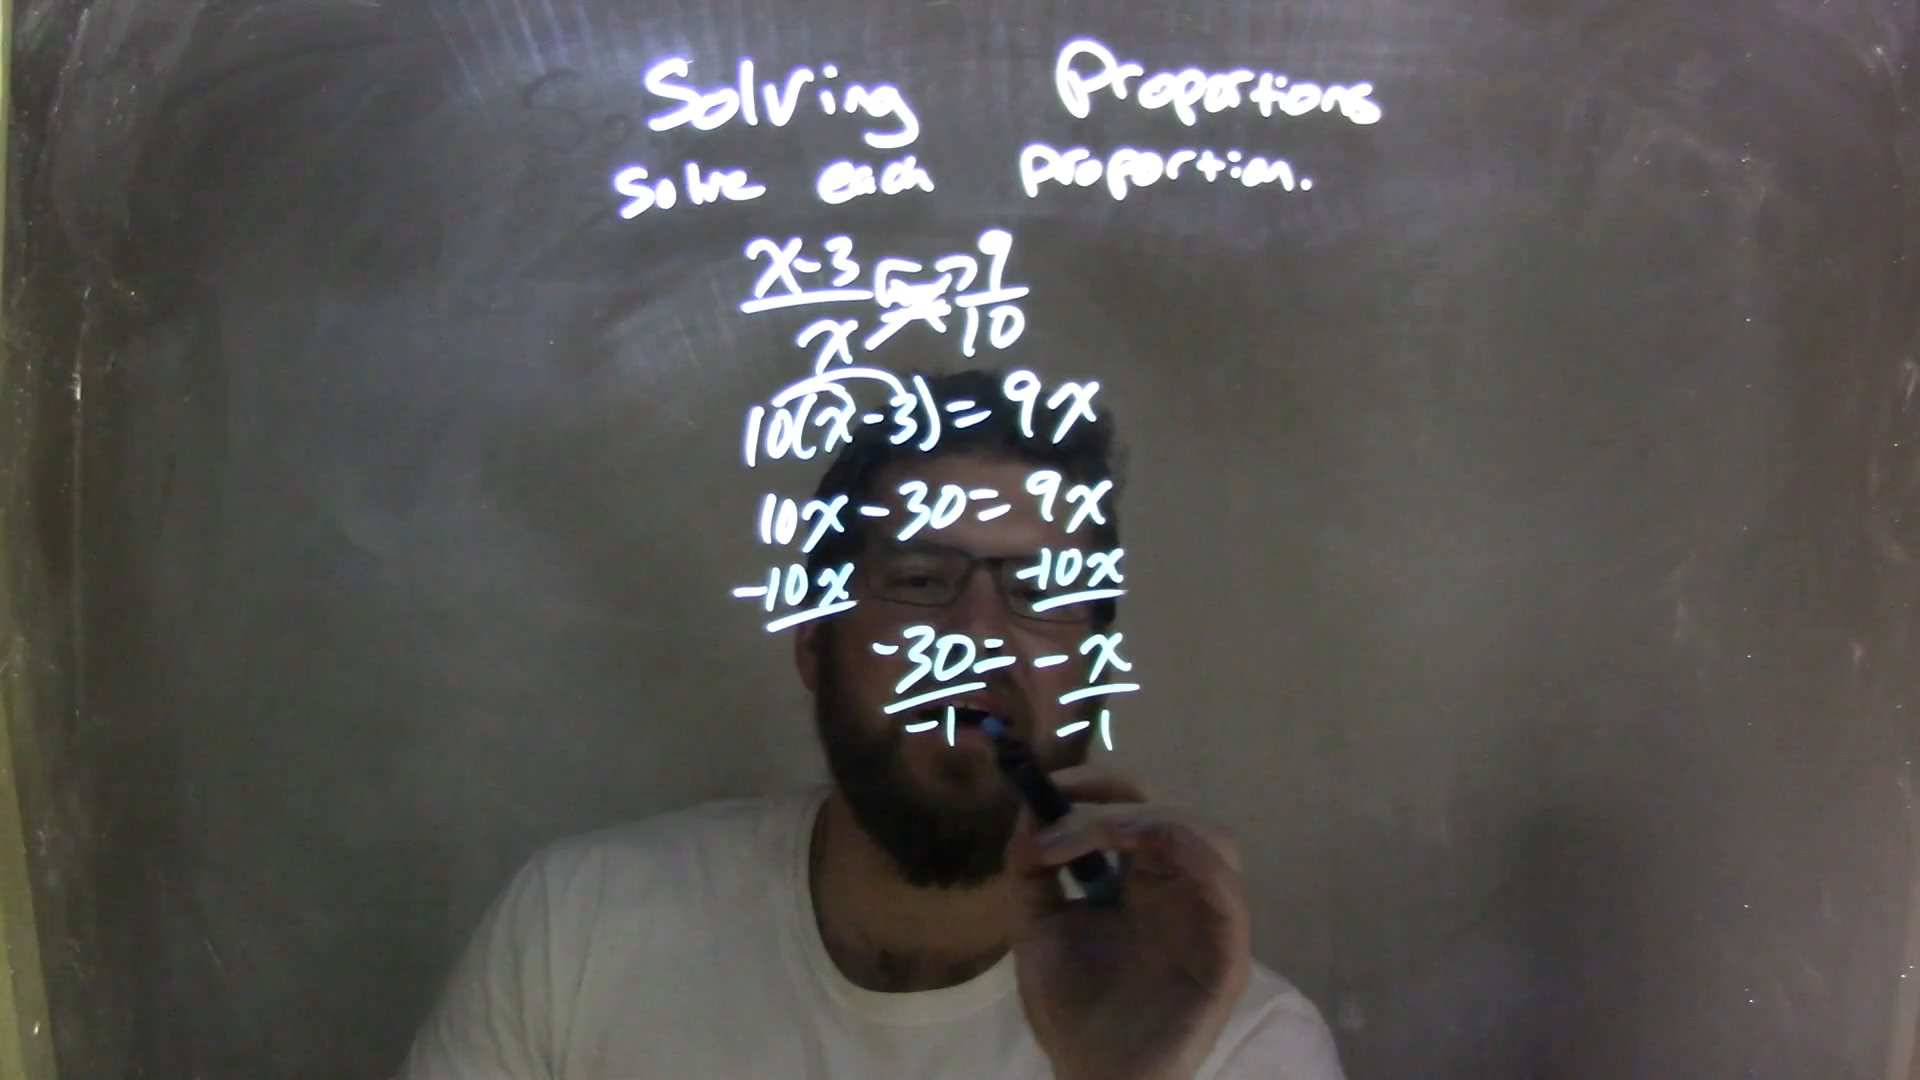 Solving Proportions
Solve each proportion.
x-3 9
x 10
10(x-3)=9x
10x-30=9x
-10x -10x
-30=-x
-1 -1